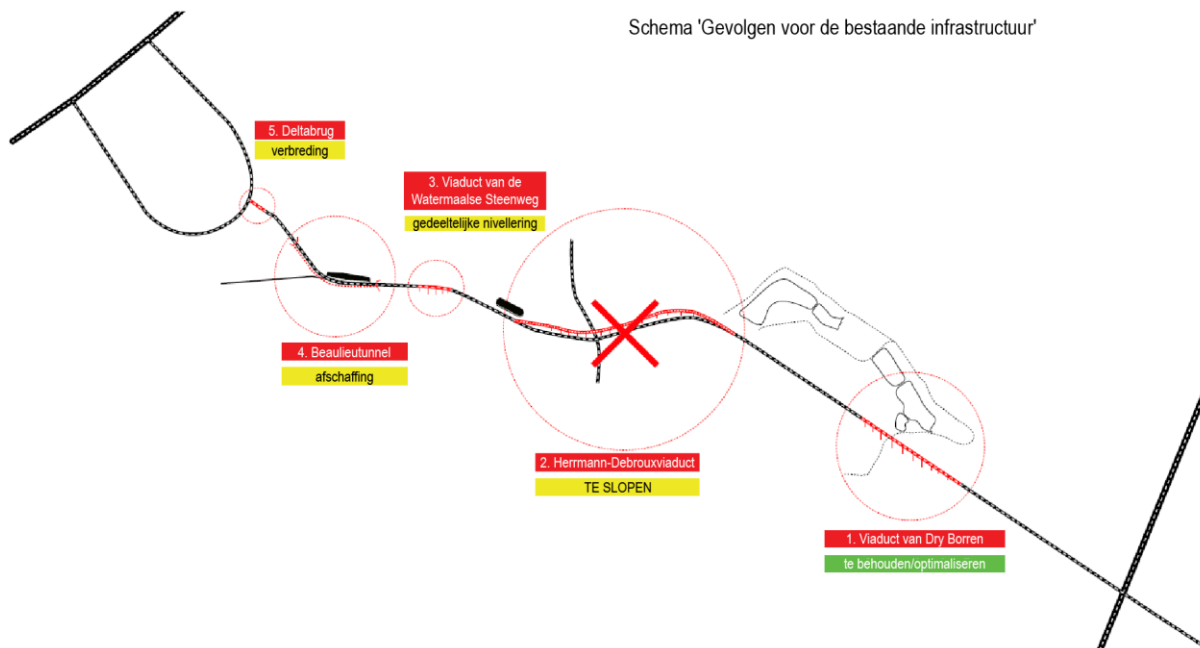 Schema 'Gevolgen voor de bestaande infrastructuur'
5. Deltabrug
verbreding
3. Viaduct van de
Watermaalse Steenweg
gedeeltelijke nivellering
4. Beaulieutunnel
afschaffing
2. Herrmann-Debrouxviaduct
TE SLOPEN
1. Viaduct van Dry Borren
te behouden/optimaliseren